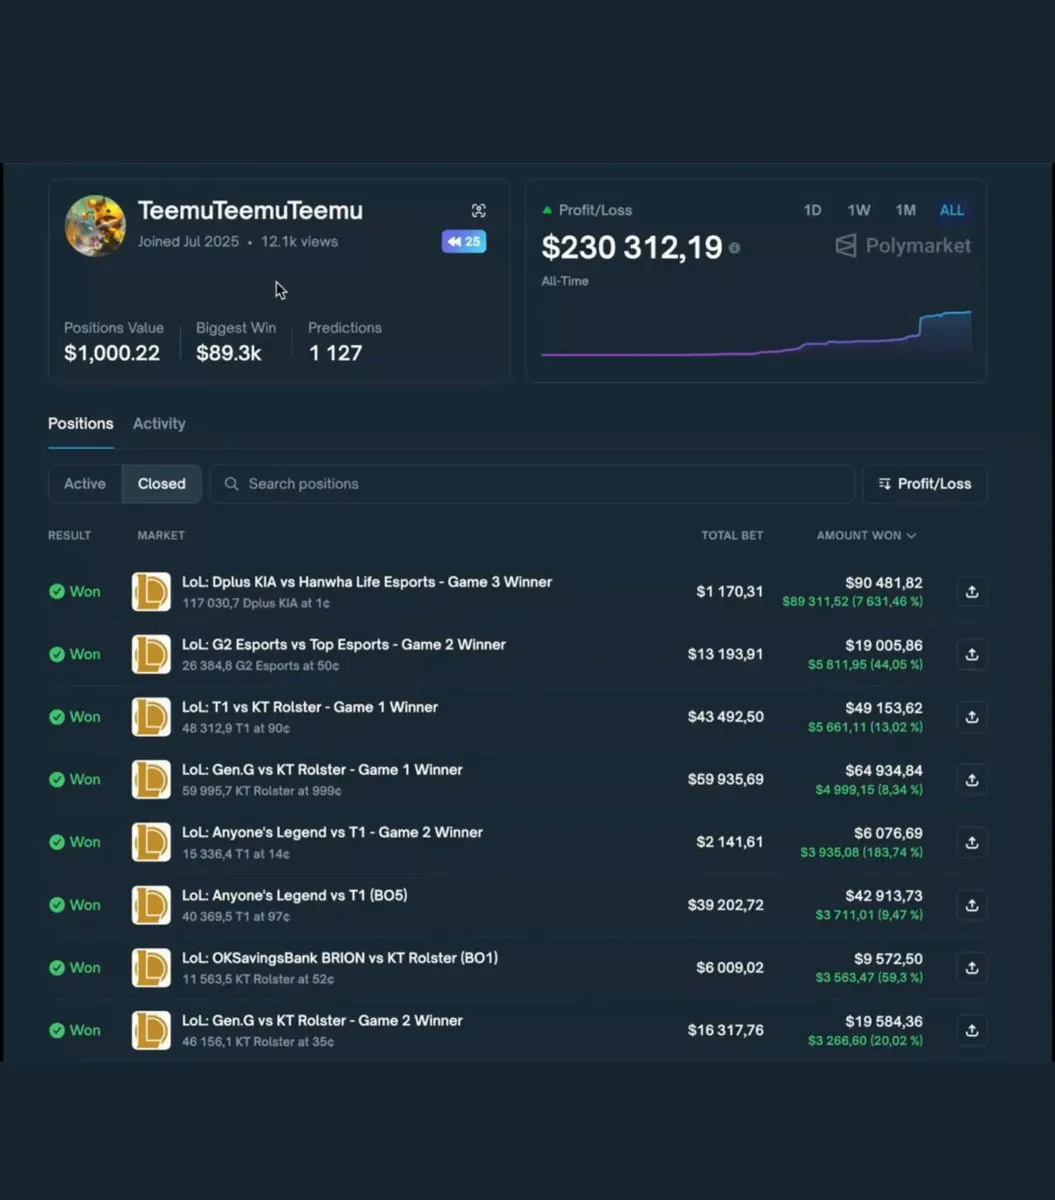 TeemuTeemuTeemu
Joined Jul 2025 • 12.1k views
25
Positions Value
$1,000.22
Biggest Win
$89.3k
Predictions
1 127
Profit/Loss
1D 1W 1M ALL
$230 312,19
Polymarket
All-Time
Positions Activity
Active Closed Search positions Profit/Loss
RESULT MARKET TOTAL BET AMOUNT WON
Won LoL: Dplus KIA vs Hanwha Life Esports - Game 3 Winner $1 170,31 $90 481,82
117 030,7 Dplus KIA at 1¢ $89 311,52 (7 631,46 %)
Won LoL: G2 Esports vs Top Esports - Game 2 Winner $13 193,91 $19 005,86
26 384,8 G2 Esports at 50¢ $5 811,95 (44,05 %)
Won LoL: T1 vs KT Rolster - Game 1 Winner $43 492,50 $49 153,62
48 312,9 T1 at 90¢ $5 661,11 (13,02 %)
Won LoL: Gen.G vs KT Rolster - Game 1 Winner $59 935,69 $64 934,84
59 995,7 KT Rolster at 999¢ $4 999,15 (8,34 %)
Won LoL: Anyone's Legend vs T1 - Game 2 Winner $2 141,61 $6 076,69
15 336,4 T1 at 14¢ $3 935,08 (183,74 %)
Won LoL: Anyone's Legend vs T1 (BO5) $39 202,72 $42 913,73
40 369,5 T1 at 97¢ $3 711,01 (9,47 %)
Won LoL: OKSavingsBank BRION vs KT Rolster (BO1) $6 009,02 $9 572,50
11 563,5 KT Rolster at 52¢ $3 563,47 (59,3 %)
Won LoL: Gen.G vs KT Rolster - Game 2 Winner $16 317,76 $19 584,36
46 156,1 KT Rolster at 35¢ $3 266,60 (20,02 %)